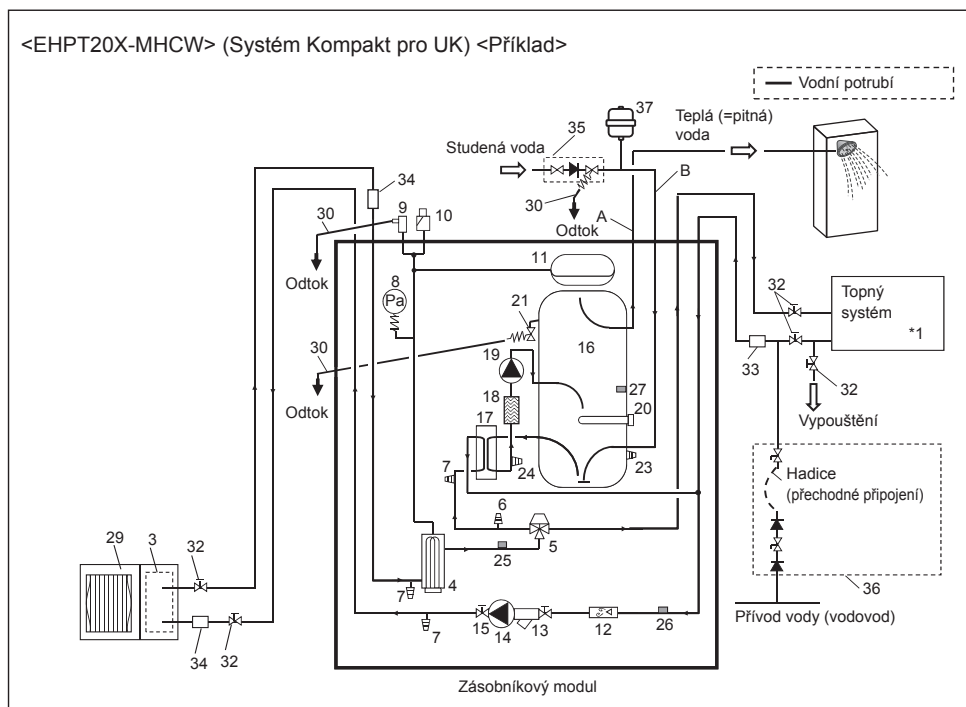 <EHPT20X-MHCW> (Systém Kompakt pro UK) <Příklad>
Vodní potrubí
37
Teplá (=pitná)
voda
35
Studená voda
B
34
30
A
Odtok
30
9
10
Odtok
11
8
Pa
21
16
32
Topný
systém
*1
30
19
33
32
Odtok
27
18
20
Vypouštění
17
23
24
7
6
Hadice
(přechodné připojení)
29
3
32
5
25
4
7
36
34
32
7
15
14
13
12
26
Přívod vody (vodovod)
Zásobníkový modul